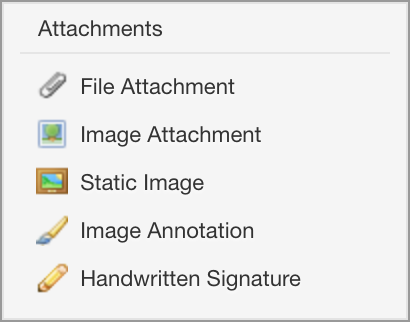 Attachments
File Attachment
Image Attachment
Static Image
Image Annotation
Handwritten Signature